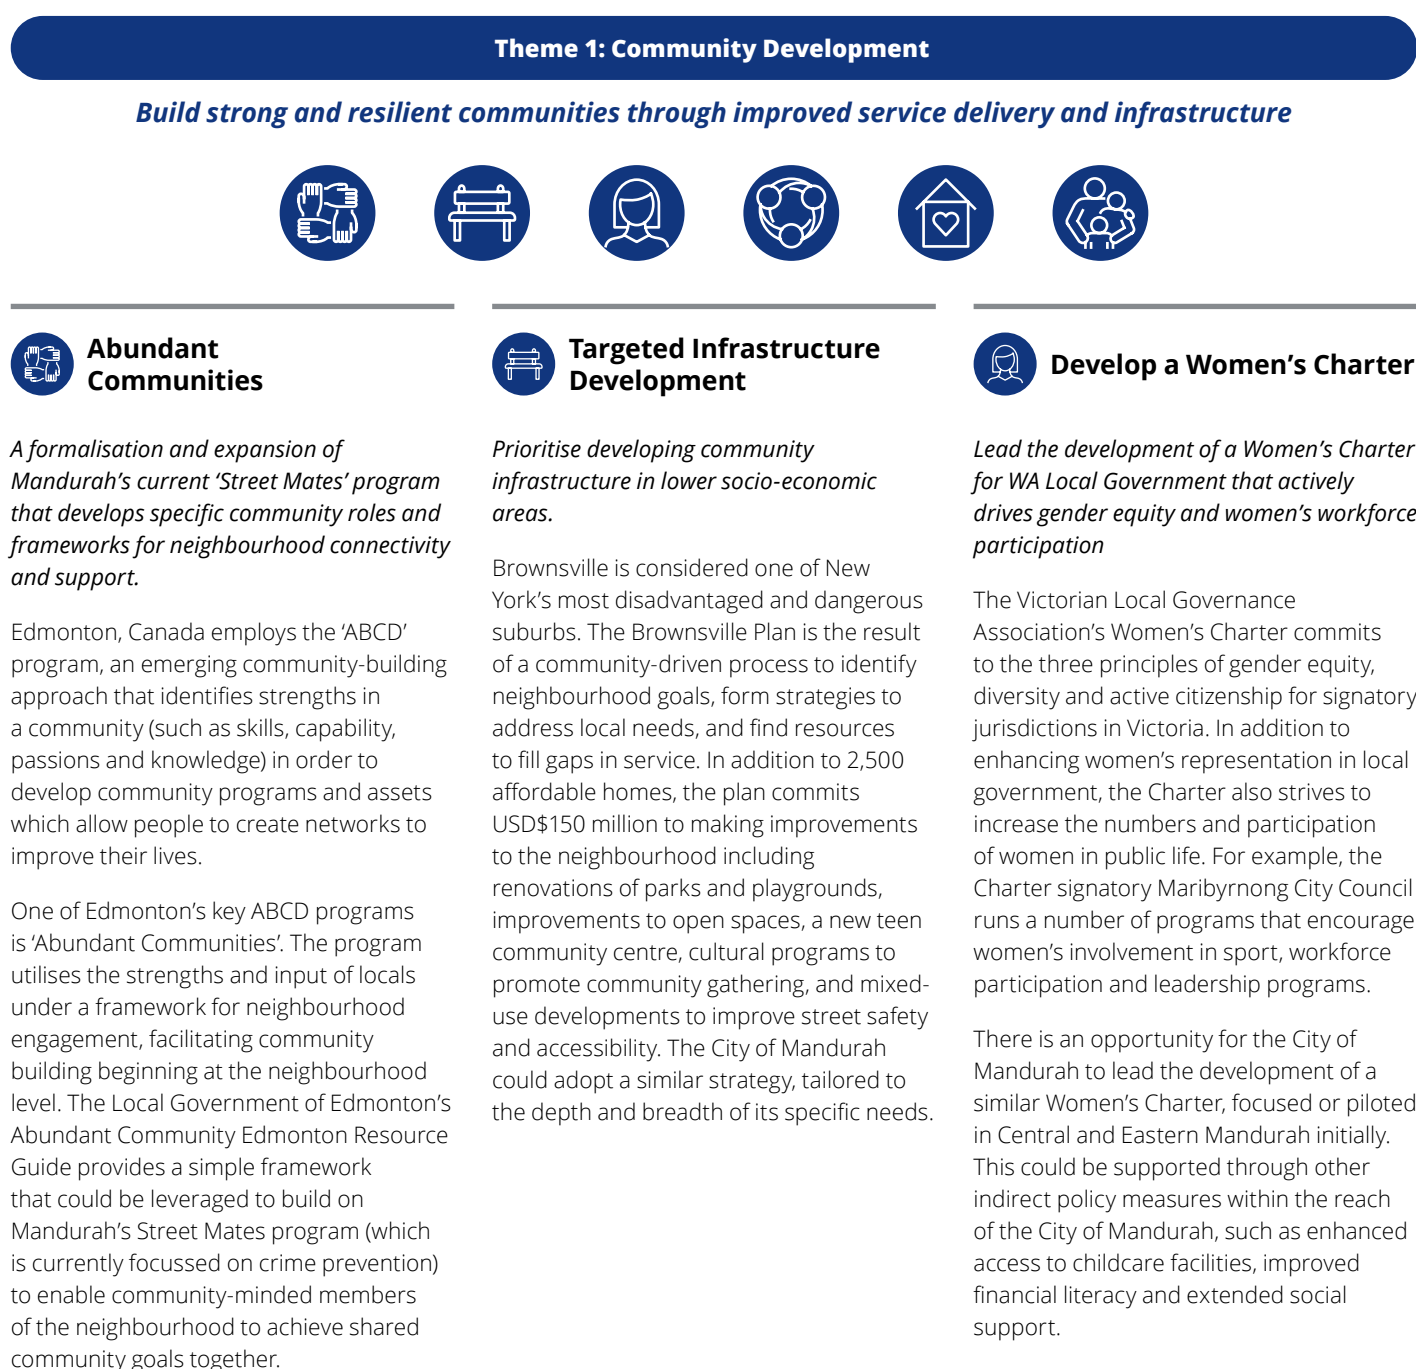 Theme 1: Community Development
Build strong and resilient communities through improved service delivery and infrastructure
Abundant
Communities
A formalisation and expansion of
Mandurah’s current ‘Street Mates’ program
that develops specific community roles and
frameworks for neighbourhood connectivity
and support.
Edmonton, Canada employs the ‘ABCD’
program, an emerging community-building
approach that identifies strengths in
a community (such as skills, capability,
passions and knowledge) in order to
develop community programs and assets
which allow people to create networks to
improve their lives.
One of Edmonton’s key ABCD programs
is ‘Abundant Communities’. The program
utilises the strengths and input of locals
under a framework for neighbourhood
engagement, facilitating community
building beginning at the neighbourhood
level. The Local Government of Edmonton’s
Abundant Community Edmonton Resource
Guide provides a simple framework
that could be leveraged to build on
Mandurah’s Street Mates program (which
is currently focussed on crime prevention)
to enable community-minded members
of the neighbourhood to achieve shared
community goals together.
Targeted Infrastructure
Development
Prioritise developing community
infrastructure in lower socio-economic
areas.
Brownsville is considered one of New
York’s most disadvantaged and dangerous
suburbs. The Brownsville Plan is the result
of a community-driven process to identify
neighbourhood goals, form strategies to
address local needs, and find resources
to fill gaps in service. In addition to 2,500
affordable homes, the plan commits
USD$150 million to making improvements
to the neighbourhood including
renovations of parks and playgrounds,
improvements to open spaces, a new teen
community centre, cultural programs to
promote community gathering, and mixed-
use developments to improve street safety
and accessibility. The City of Mandurah
could adopt a similar strategy, tailored to
the depth and breadth of its specific needs.
Develop a Women’s Charter
Lead the development of a Women’s Charter
for WA Local Government that actively
drives gender equity and women’s workforce
participation
The Victorian Local Governance
Association’s Women’s Charter commits
to the three principles of gender equity,
diversity and active citizenship for signatory
jurisdictions in Victoria. In addition to
enhancing women’s representation in local
government, the Charter also strives to
increase the numbers and participation
of women in public life. For example, the
Charter signatory Maribyrnong City Council
runs a number of programs that encourage
women’s involvement in sport, workforce
participation and leadership programs.
There is an opportunity for the City of
Mandurah to lead the development of a
similar Women’s Charter, focused or piloted
in Central and Eastern Mandurah initially.
This could be supported through other
indirect policy measures within the reach
of the City of Mandurah, such as enhanced
access to childcare facilities, improved
financial literacy and extended social
support.